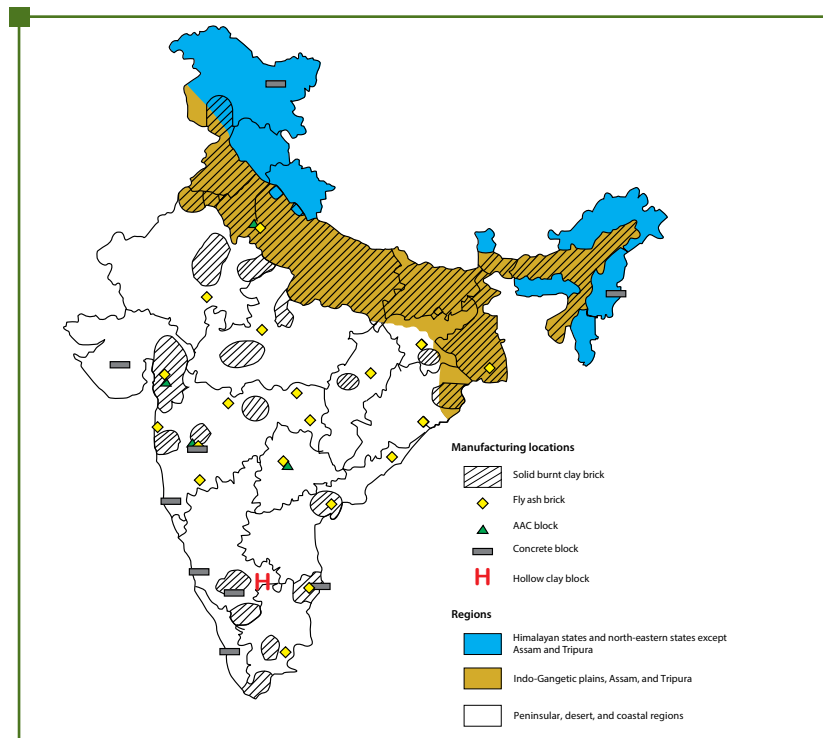 Manufacturing locations
Solid burnt clay brick
Fly ash brick
AAC block
Concrete block
H
Hollow clay block
H
Regions
Himalayan states and north-eastern states except
Assam and Tripura
Indo-Gangetic plains, Assam, and Tripura
Peninsular, desert, and coastal regions